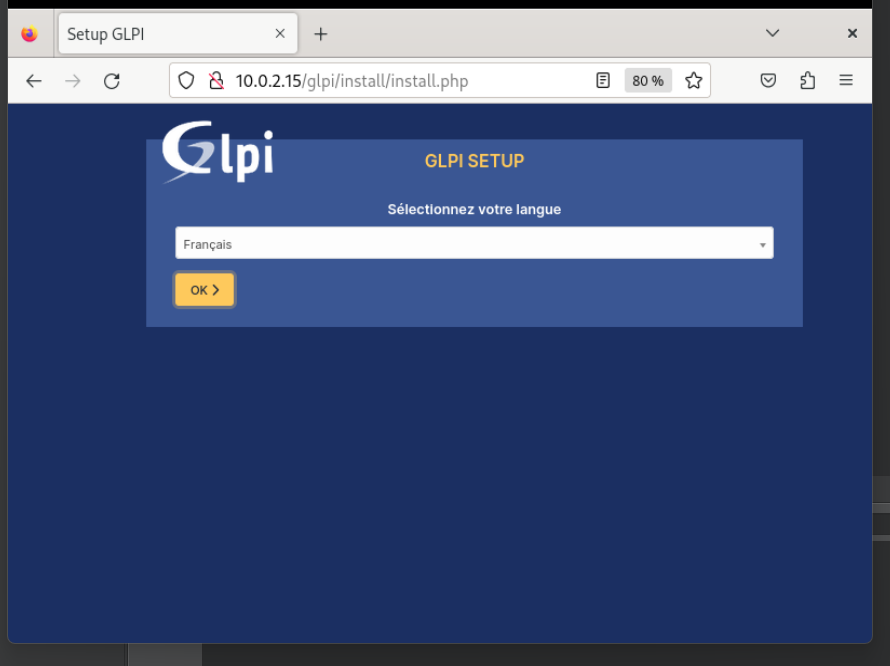 Setup GLPI
10.0.2.15/glpi/install/install.php
80 %
Glpi
GLPI SETUP
Sélectionnez votre langue
Français
OK